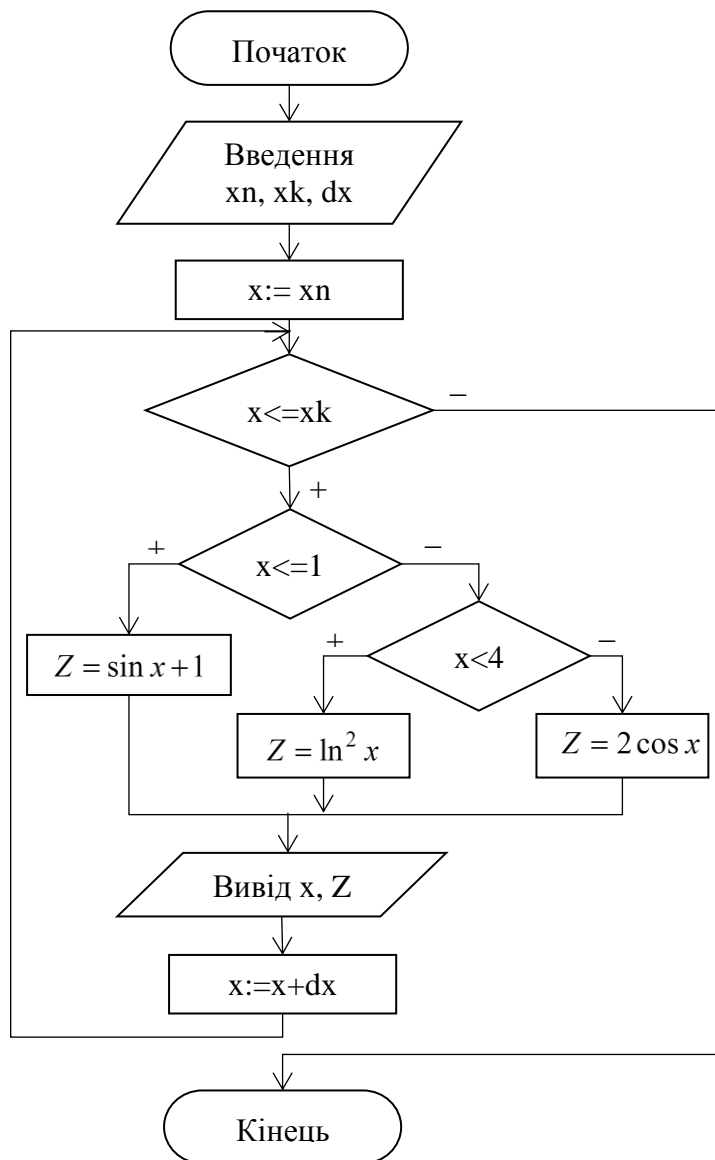 Початок
Введення
xn, xk, dx
x:= xn
x<=xk
−
+
+
x<=1
−
Z = sin x + 1
+
x<4
−
Z = ln² x
Z = 2 cos x
Вивід x, Z
x:=x+dx
Кінець